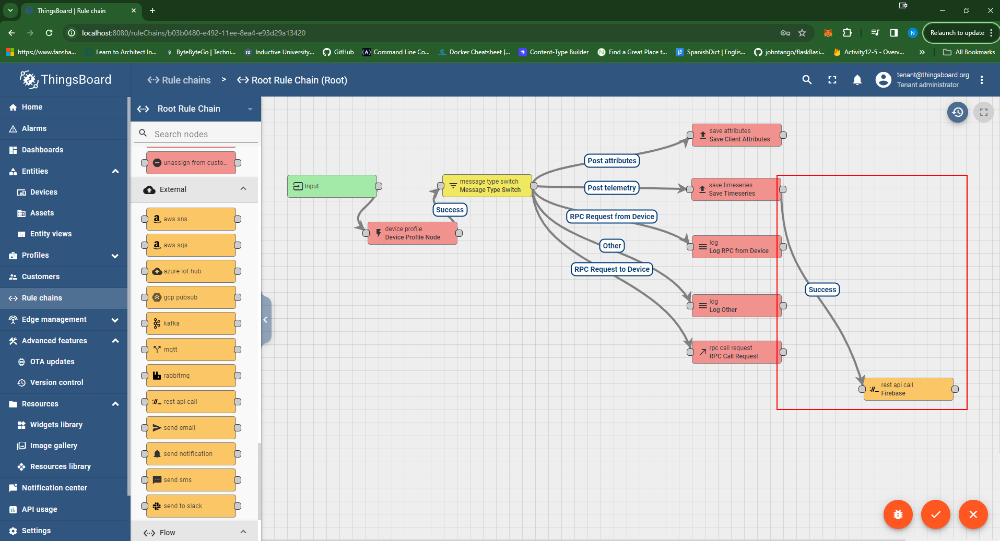 ThingsBoard | Rule chain
localhost:8080/ruleChains/b03b0480-e492-11ee-8ea4-e93d29a13420
Relaunch to update
N
https://www.fansha...
Learn to Architect In...
ByteByteGo | Techni...
IU
Inductive University...
GitHub
Command Line Co...
Docker Cheatsheet [...
Content-Type Builder
Find a Great Place t...
SpanishDict | Englis...
johntango/flaskBasi...
Activity12-5 - Overv...
All Bookmarks
ThingsBoard
Rule chains > Root Rule Chain (Root)
tenant@thingsboard.org
Tenant administrator
Home
Alarms
Dashboards
Entities
Devices
Assets
Entity views
Profiles
Customers
Rule chains
Edge management
Advanced features
OTA updates
Version control
Resources
Widgets library
Image gallery
Resources library
Notification center
API usage
Settings
Root Rule Chain
Search nodes
unassign from custo...
External
aws sns
aws sqs
azure iot hub
gcp pubsub
kafka
mqtt
rabbitmq
rest api call
send email
send notification
send sms
send to slack
Flow
Input
device profile
Device Profile Node
Success
message type switch
Message Type Switch
Post attributes
Post telemetry
RPC Request from Device
Other
RPC Request to Device
save attributes
Save Client Attributes
save timeseries
Save Timeseries
log
Log RPC from Device
log
Log Other
rpc call request
RPC Call Request
Success
rest api call
Firebase